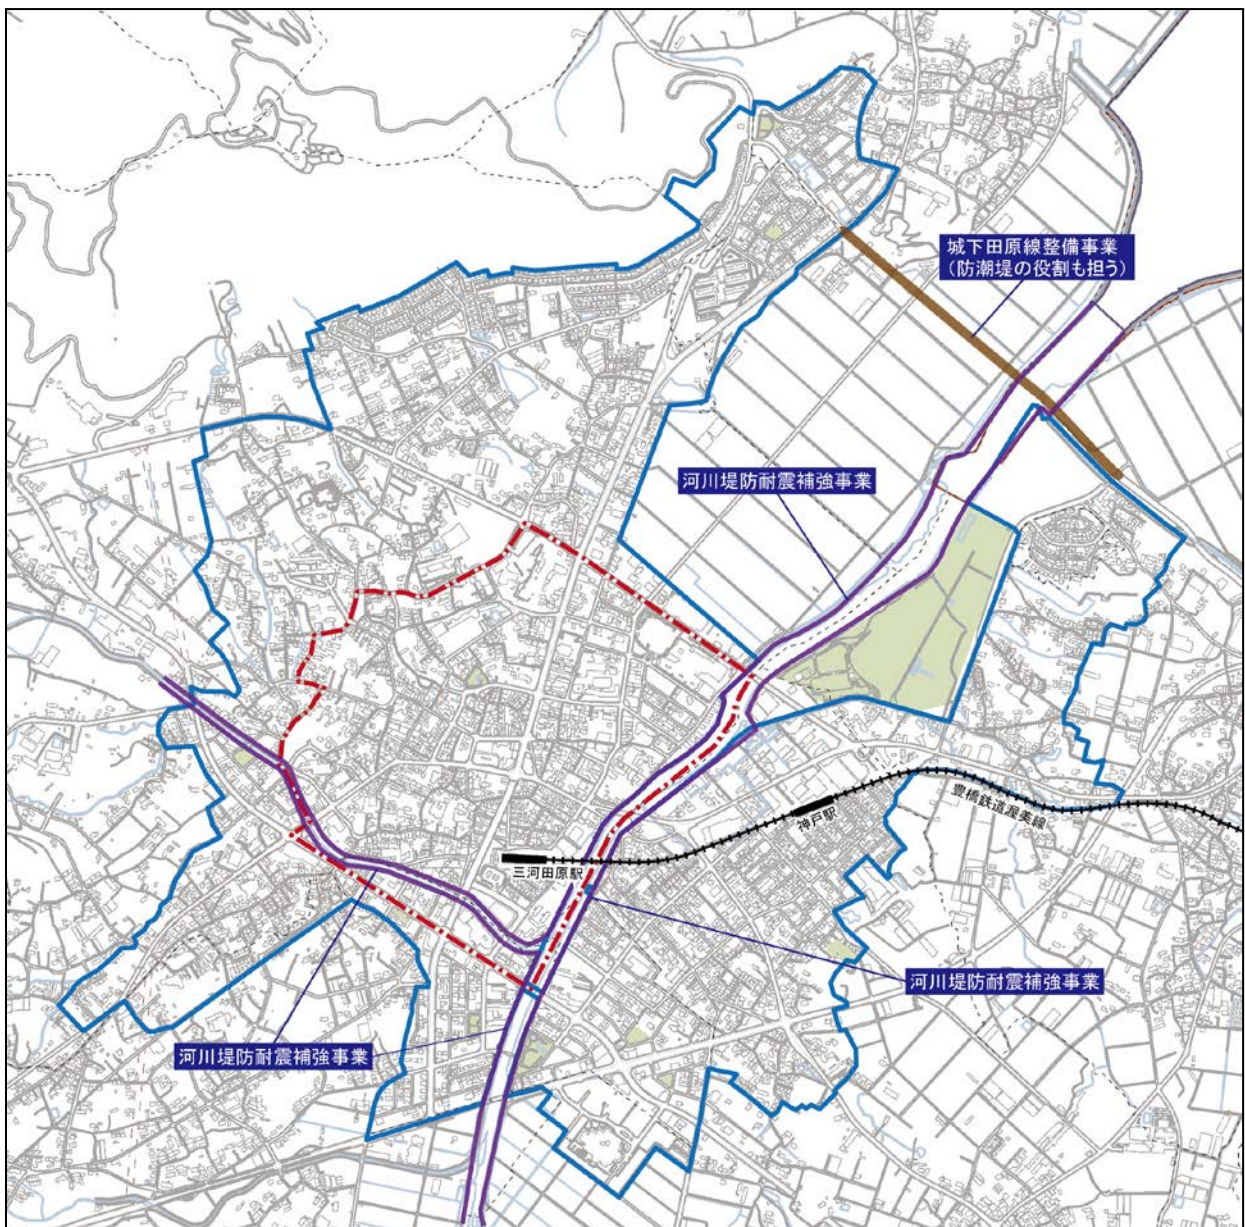 城下田原線整備事業
(防潮堤の役割も担う)
河川堤防耐震補強事業
豊橋鉄道渥美線
神戸駅
三河田原駅
河川堤防耐震補強事業
河川堤防耐震補強事業